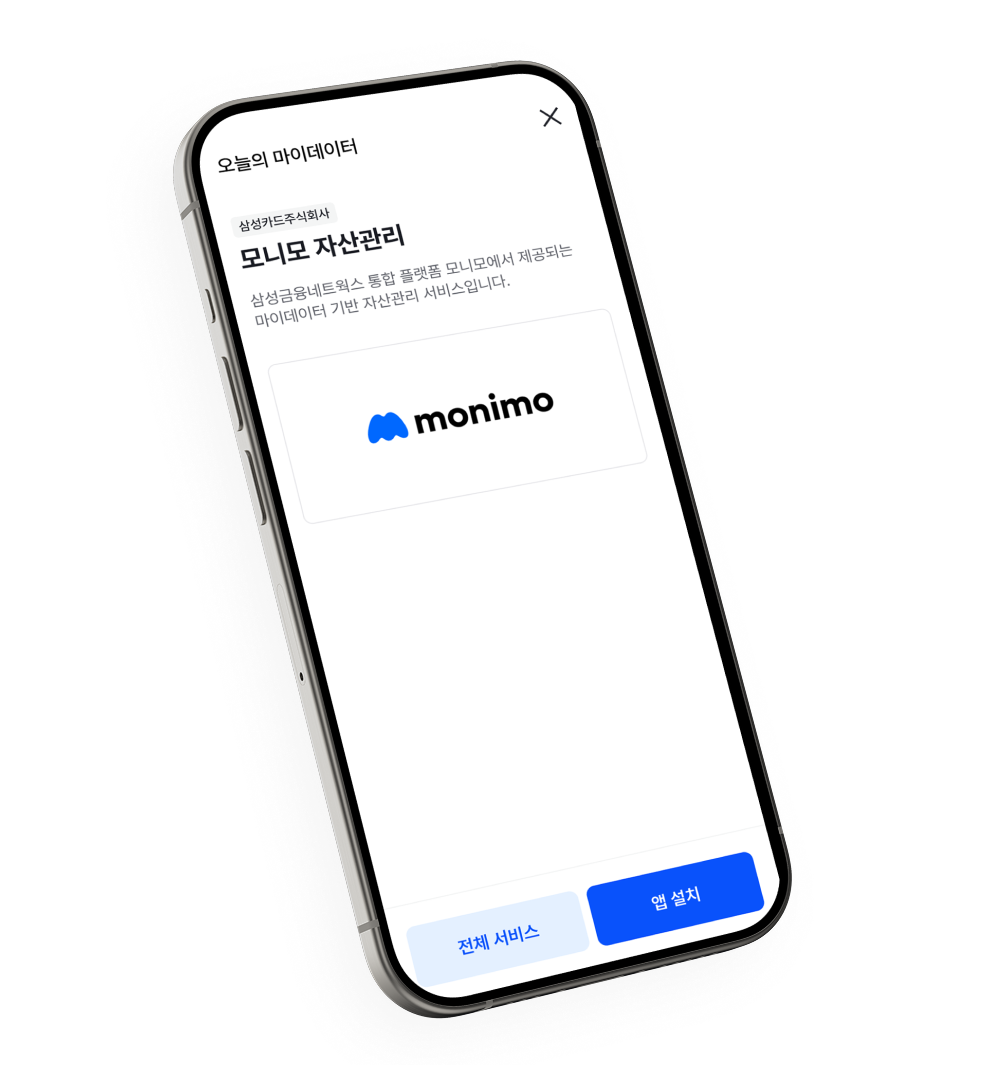 오늘의 마이데이터
삼성카드주식회사
모니모 자산관리
삼성금융네트웍스 통합 플랫폼 모니모에서 제공되는
마이데이터 기반 자산관리 서비스입니다.
monimo
전체 서비스
앱 설치